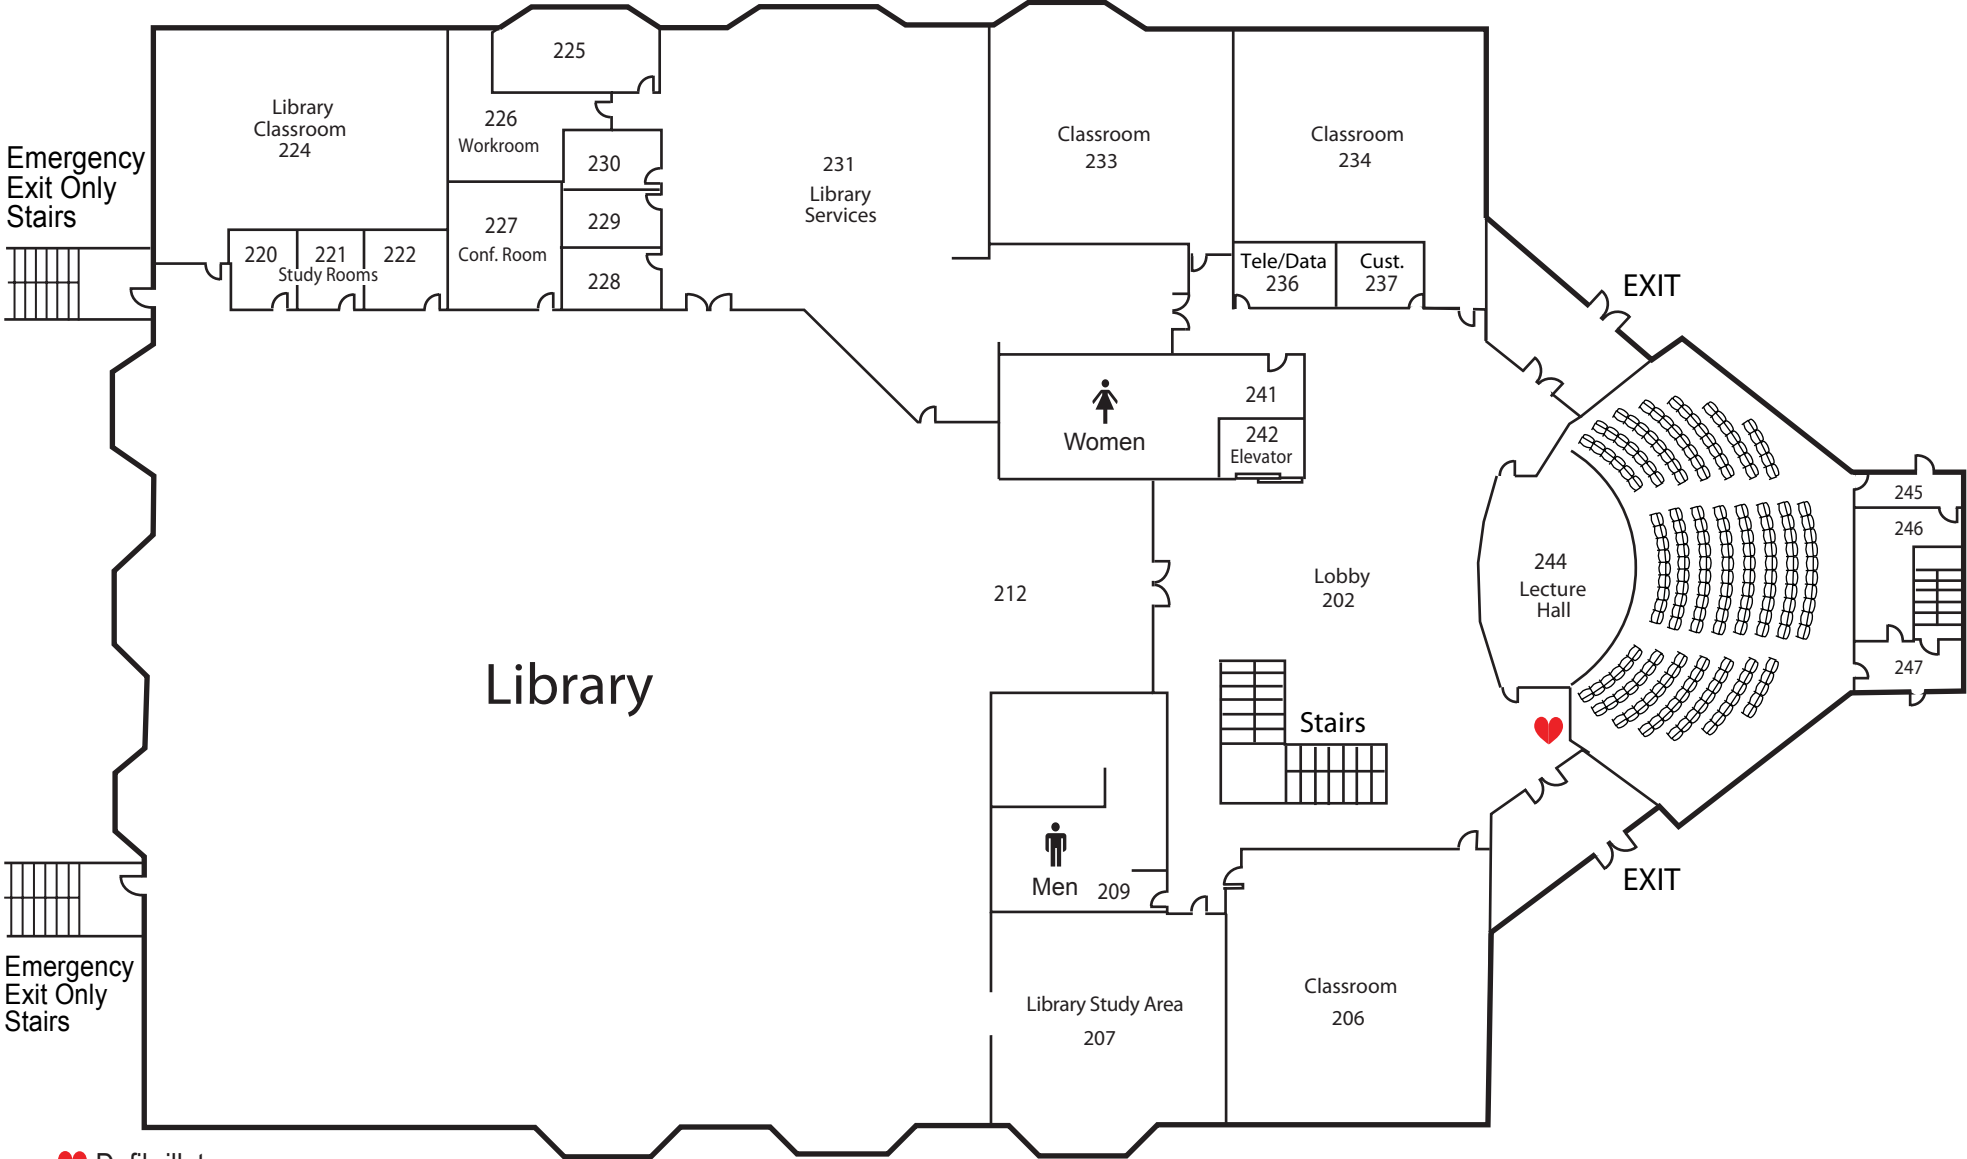 225
Library
Classroom
224
226
Workroom
230
231
Library
Services
Classroom
233
Classroom
234
Emergency
Exit Only
Stairs
229
227
Conf. Room
228
220
221
222
Study Rooms
Tele/Data
236
Cust.
237
EXIT
Women
241
242
Elevator
245
246
244
Lecture
Hall
212
Lobby
202
247
Library
Stairs
Men
209
EXIT
Emergency
Exit Only
Stairs
Library Study Area
207
Classroom
206